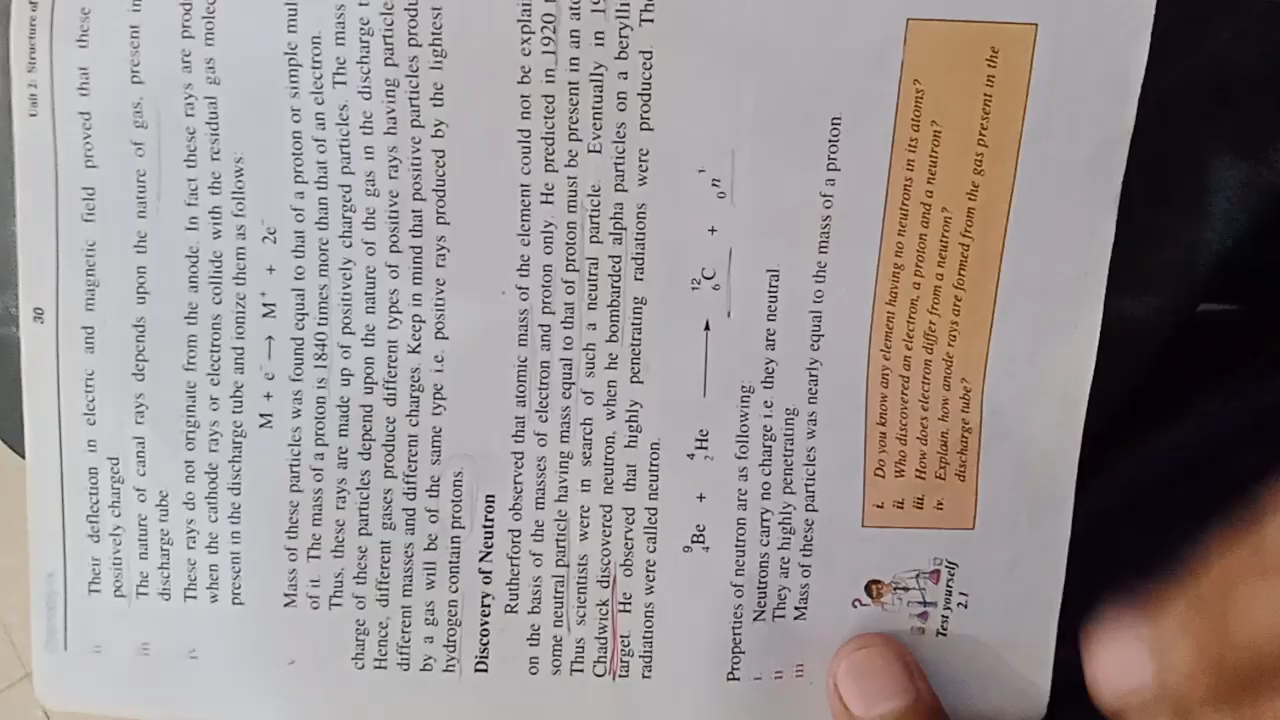 30
Unit 2: Structure of
ii Their deflection in electric and magnetic field proved that these
positively charged
iii The nature of canal rays depends upon the nature of gas, present in
discharge tube
iv These rays do not originate from the anode. In fact these rays are
when the cathode rays or electrons collide with the residual gas
present in the discharge tube and ionize them as follows:
M + e⁻ → M⁺ + 2e⁻
v Mass of these particles was found equal to that of a proton or simple
of it. The mass of a proton is 1840 times more than that of an electron.
Thus, these rays are made up of positively charged particles. The mass
charge of these particles depend upon the nature of the gas in the discharge
Hence, different gases produce different types of positive rays having
different masses and different charges. Keep in mind that positive particles
by a gas will be of the same type i.e. positive rays produced by the lightest
hydrogen contain protons.
Discovery of Neutron
Rutherford observed that atomic mass of the element could not be
on the basis of the masses of electron and proton only. He predicted in 1920
some neutral particle having mass equal to that of proton must be present in an
Thus scientists were in search of such a neutral particle. Eventually in
Chadwick discovered neutron, when he bombarded alpha particles on a
target. He observed that highly penetrating radiations were produced.
radiations were called neutron.
⁹₄Be + ⁴₂He → ¹²₆C + ₀n¹
Properties of neutron are as following:
i. Neutrons carry no charge i.e. they are neutral.
ii. They are highly penetrating.
iii. Mass of these particles was nearly equal to the mass of a proton.
?
Test yourself
2.1
i. Do you know any element having no neutrons in its atoms?
ii. Who discovered an electron, a proton and a neutron?
iii. How does electron differ from a neutron?
iv. Explain, how anode rays are formed from the gas present in the
discharge tube?